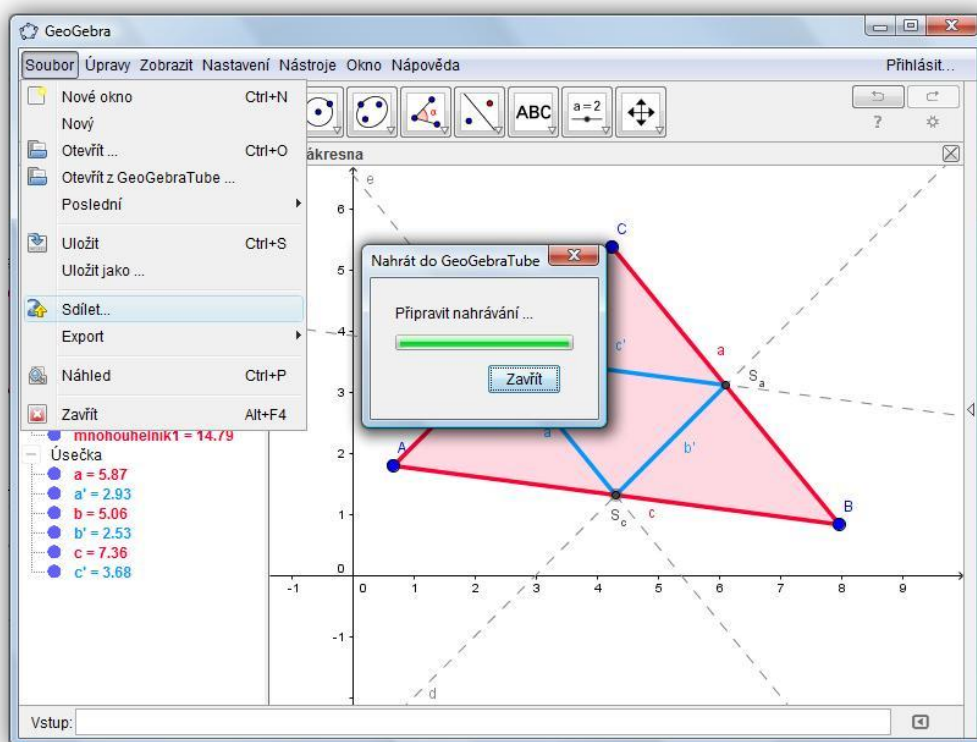 GeoGebra
Soubor Úpravy Zobrazit Nastavení Nástroje Okno Nápověda Přihlásit...
Nové okno Ctrl+N
Nový
Otevřít ... Ctrl+O
Otevřít z GeoGebraTube ...
Poslední
Uložit Ctrl+S
Uložit jako ...
Sdílet...
Export
Náhled Ctrl+P
Zavřít Alt+F4
α
ABC
a=2
?
ákresna
Nahrát do GeoGebraTube
Připravit nahrávání ...
Zavřít
mnohoúhelník1 = 14.79
Úsečka
a = 5.87
a' = 2.93
b = 5.06
b' = 2.53
c = 7.36
c' = 3.68
e
C
c'
a
Sa
A
a'
b'
B
Sc
c
d
6
5
4
3
2
1
0
-1
-1 0 1 2 3 4 5 6 7 8 9
Vstup: